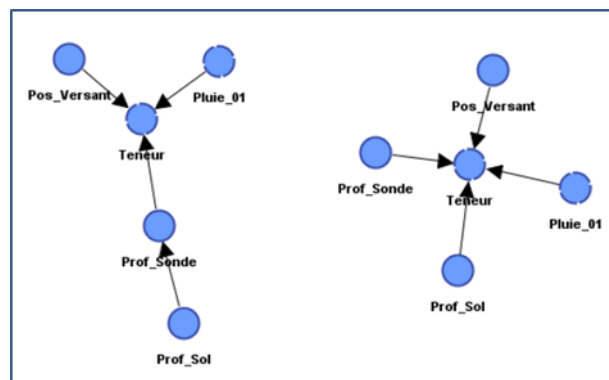 Pos_Versant
Pluie_01
Teneur
Prof_Sonde
Prof_Sol
Pos_Versant
Prof_Sonde
Teneur
Pluie_01
Prof_Sol